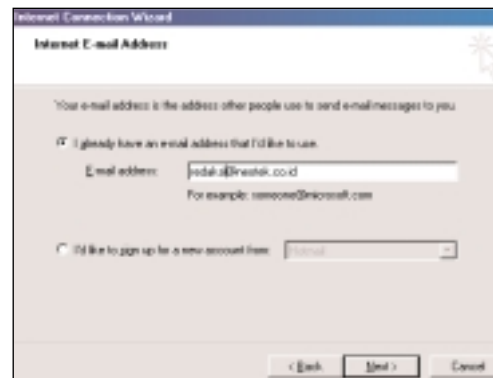 Internet Connection Wizard
Internet E-mail Address
Your e-mail address is the address other people use to send e-mail messages to you.
I already have an e-mail address that I'd like to use.
E-mail address:
For example: someone@microsoft.com
I'd like to sign up for a new account from:
Hotmail
< Back
Next >
Cancel